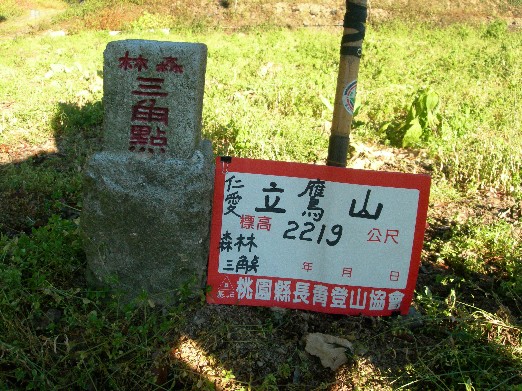 森林
三角點
仁愛 立鷹山
標高 2219 公尺
森林
三角点
年 月 日
桃園縣長青登山協會